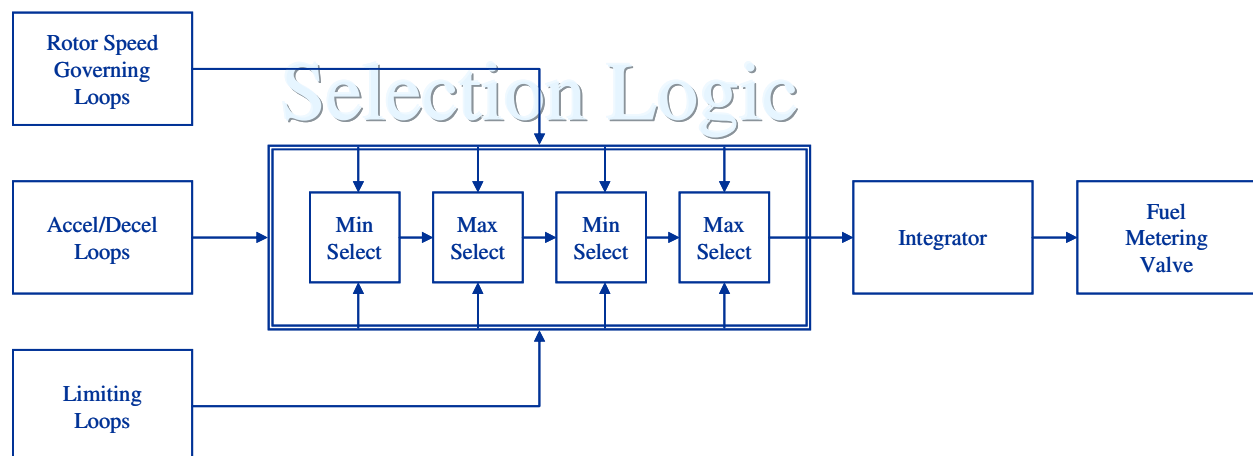 Rotor Speed
Governing
Loops
Selection Logic
Accel/Decel
Loops
Min
Select
Max
Select
Min
Select
Max
Select
Integrator
Fuel
Metering
Valve
Limiting
Loops